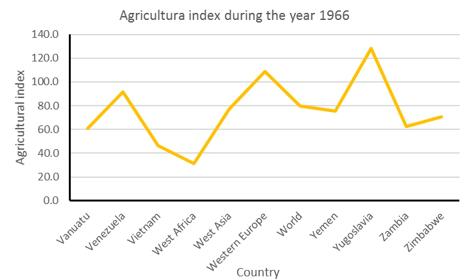 Agricultura index during the year 1966
140.0
120.0
100.0
80.0
60.0
40.0
20.0
0.0
Agricultural index
Vanuatu
Venezuela
Vietnam
West Africa
West Asia
Western Europe
World
Yemen
Yugoslavia
Zambia
Zimbabwe
Country